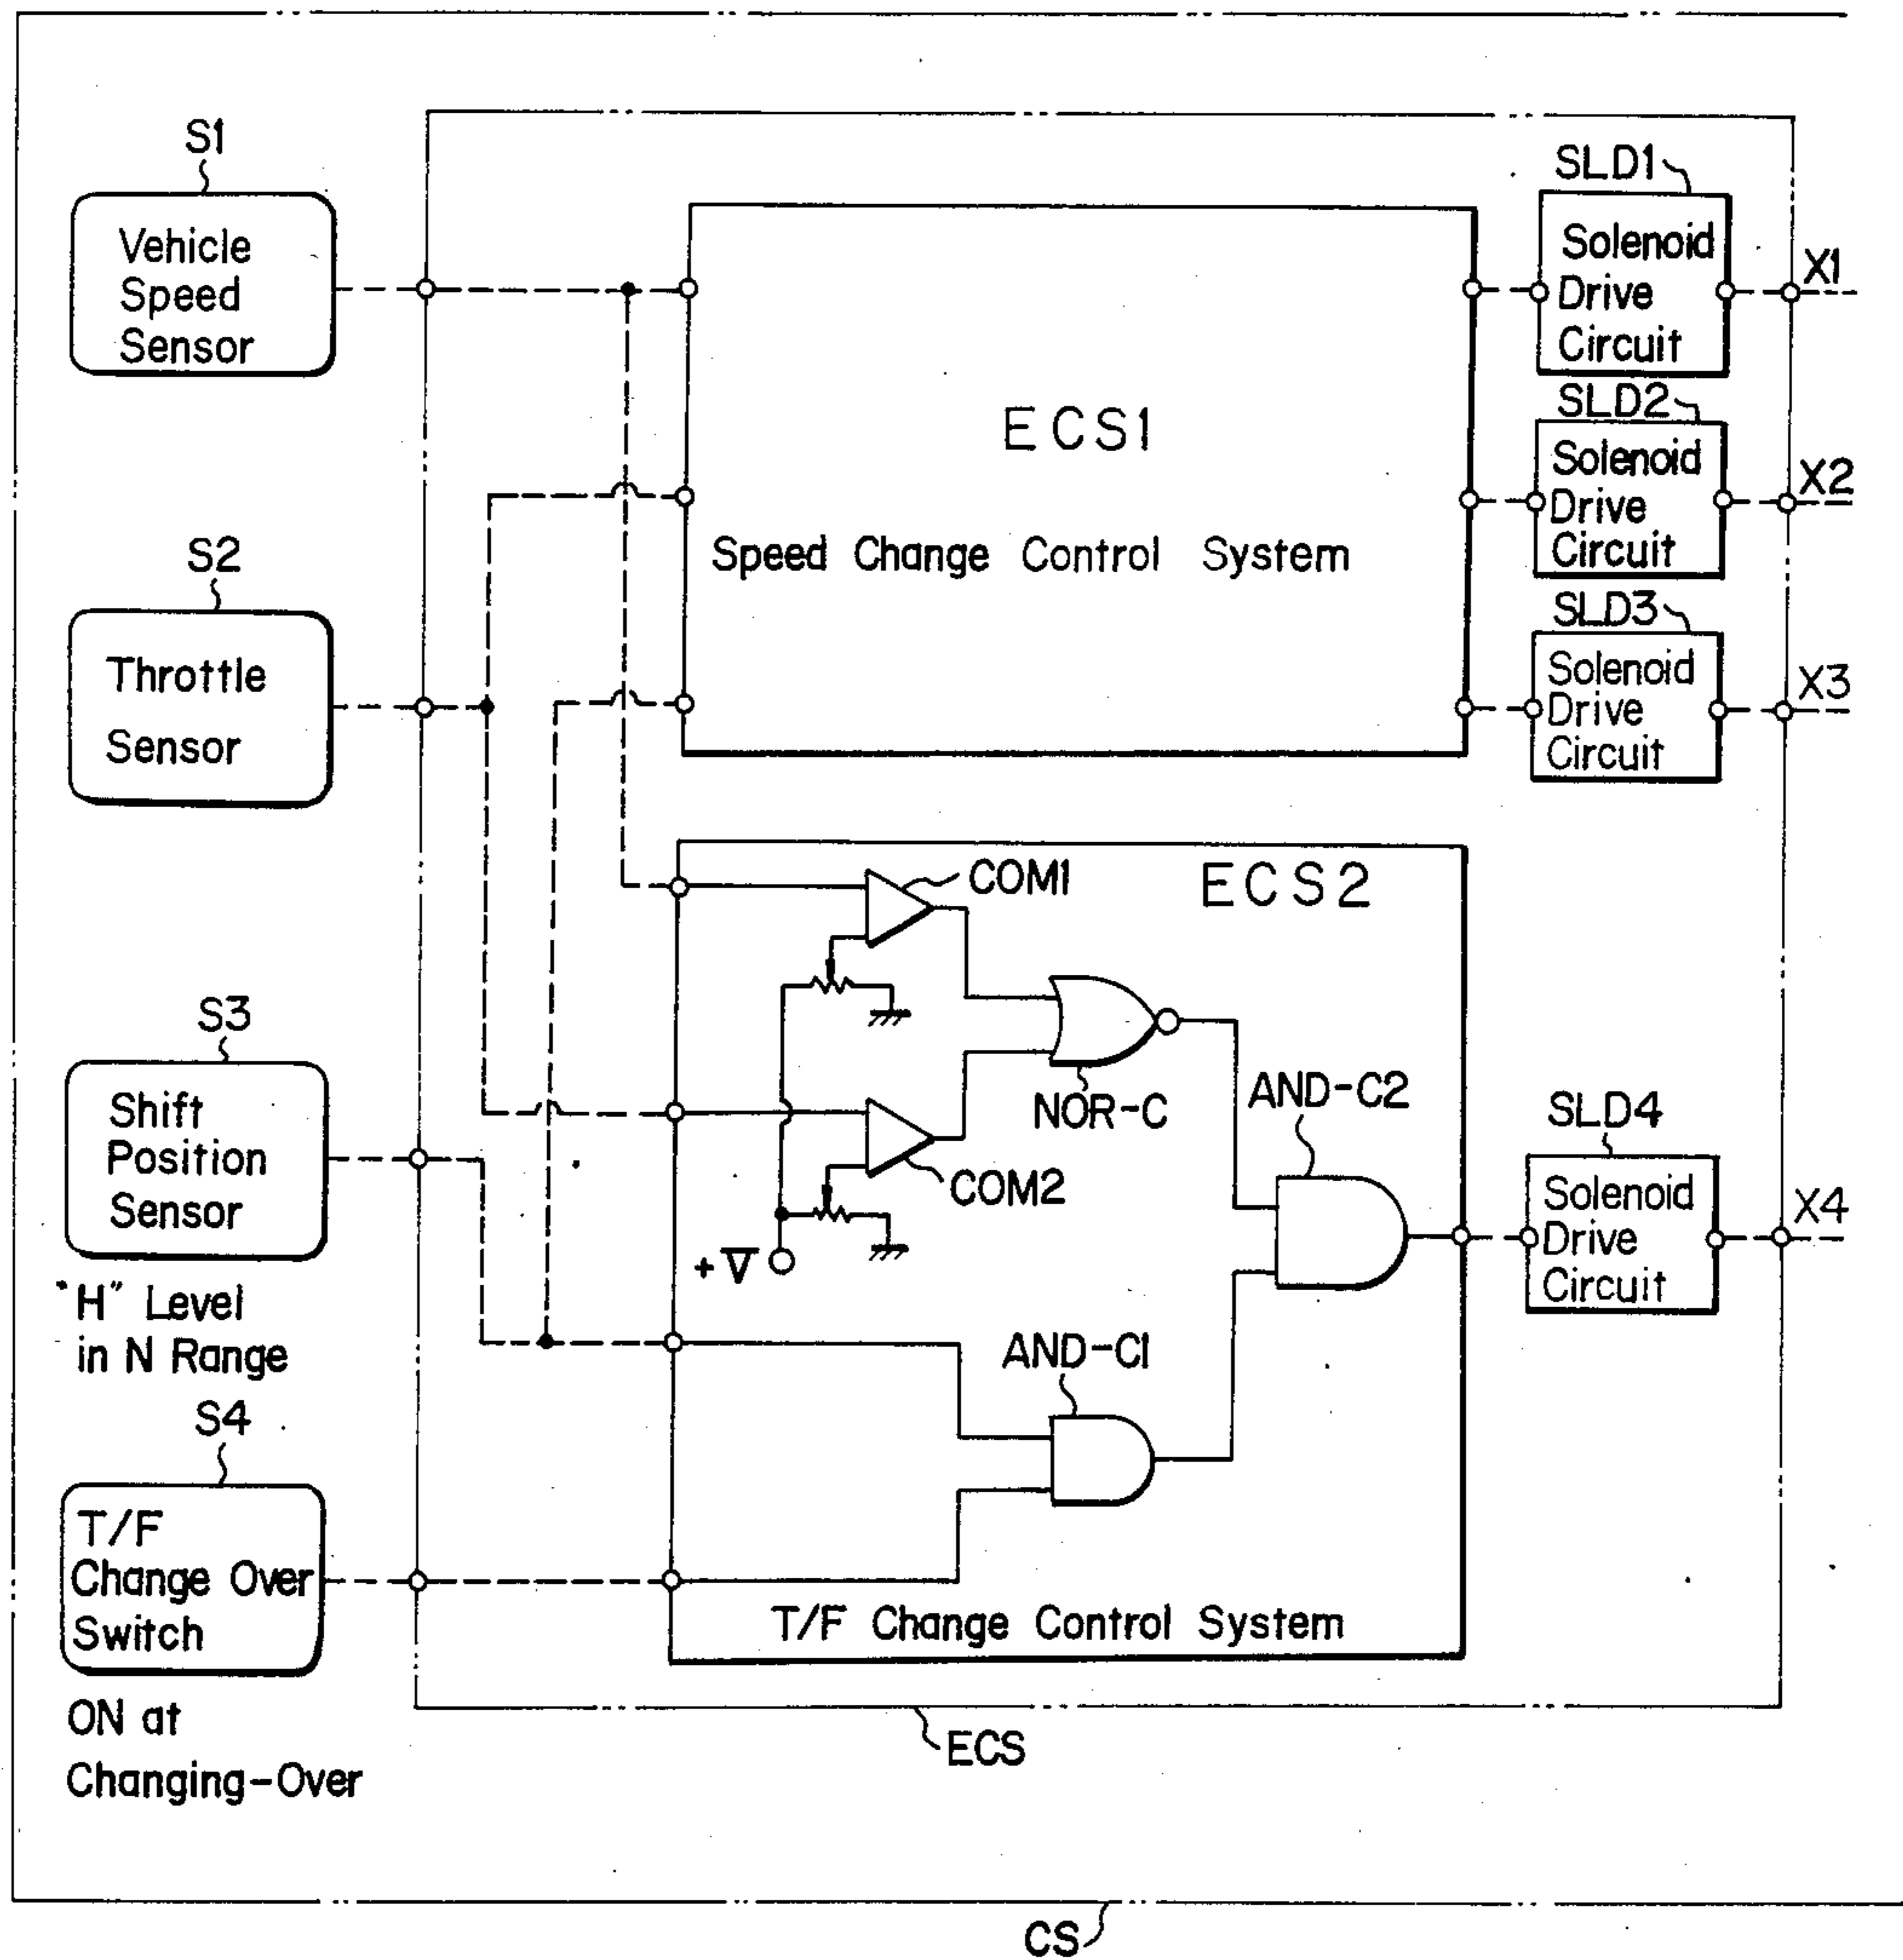 S1
Vehicle
Speed
Sensor
S2
Throttle
Sensor
S3
Shift
Position
Sensor
"H" Level
in N Range
S4
T/F
Change Over
Switch
ON at
Changing-Over
ECS1
Speed Change Control System
SLD1
Solenoid
Drive
Circuit
X1
SLD2
Solenoid
Drive
Circuit
X2
SLD3
Solenoid
Drive
Circuit
X3
ECS2
COM1
NOR-C
COM2
+V
AND-C2
AND-C1
T/F Change Control System
SLD4
Solenoid
Drive
Circuit
X4
ECS
CS